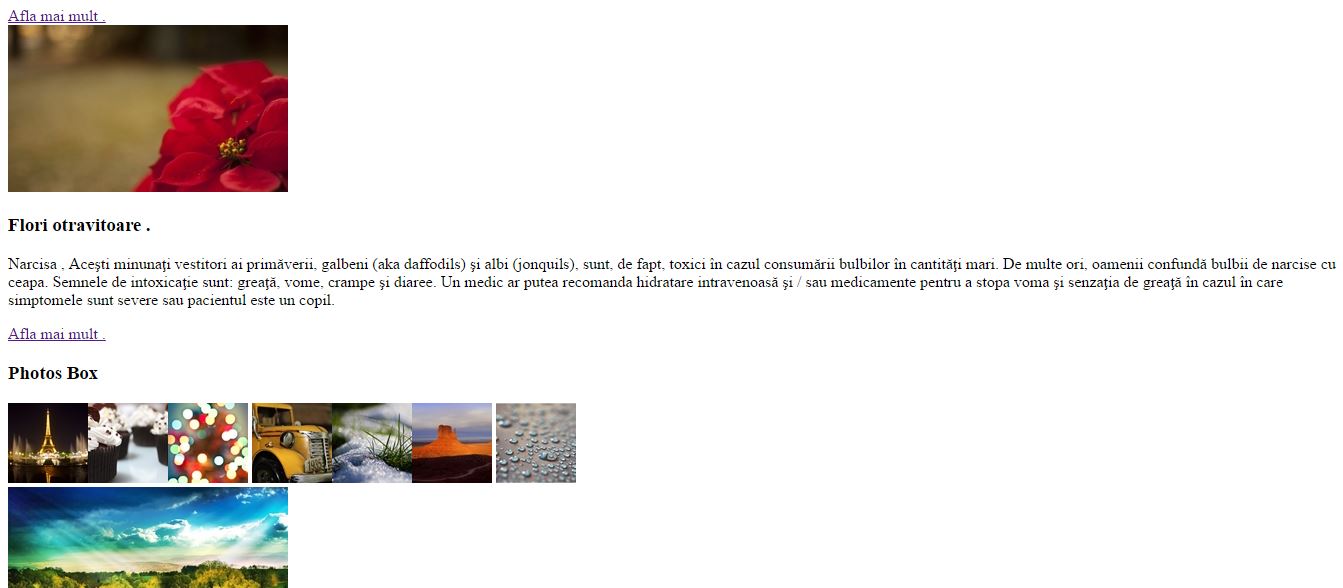 Afla mai mult .
Flori otravitoare .
Narcisa , Aceşti minunaţi vestitori ai primăverii, galbeni (aka daffodils) şi albi (jonquils), sunt, de fapt, toxici în cazul consumării bulbilor în cantităţi mari. De multe ori, oamenii confundă bulbii de narcise cu
ceapa. Semnele de intoxicaţie sunt: greaţă, vome, crampe şi diaree. Un medic ar putea recomanda hidratare intravenoasă şi / sau medicamente pentru a stopa voma şi senzaţia de greaţă în cazul în care
simptomele sunt severe sau pacientul este un copil.
Afla mai mult .
Photos Box